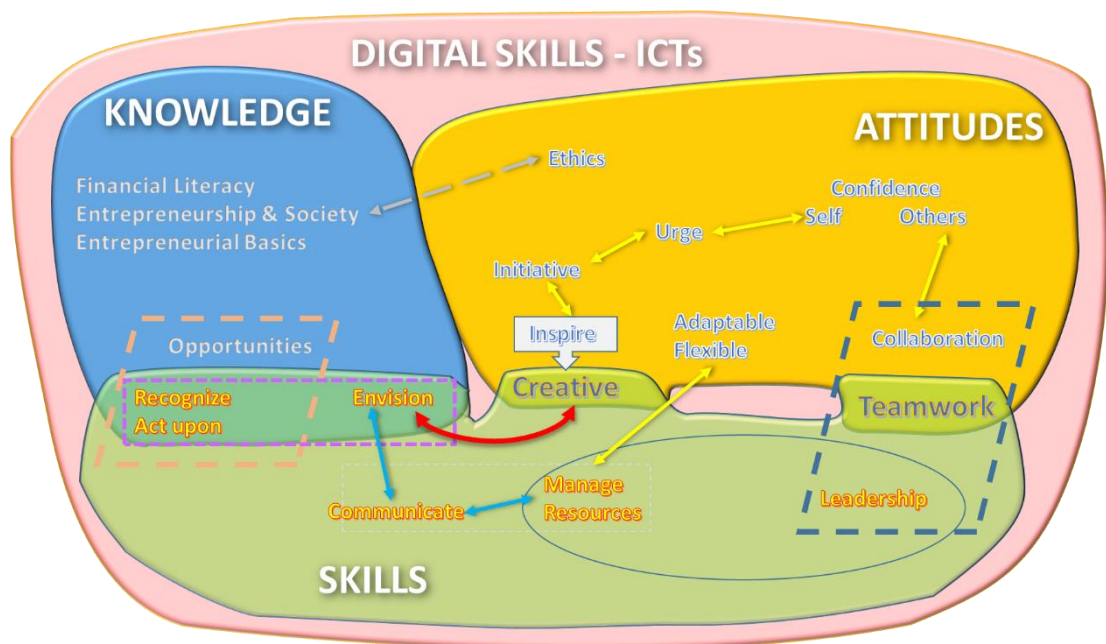 DIGITAL SKILLS - ICTs
KNOWLEDGE
ATTITUDES
Financial Literacy
Entrepreneurship & Society
Entrepreneurial Basics
Ethics
Confidence
Self Others
Urge
Initiative
Inspire
Adaptable
Flexible
Collaboration
Opportunities
Recognize
Act upon
Envision
Creative
Teamwork
Communicate
Manage
Resources
Leadership
SKILLS